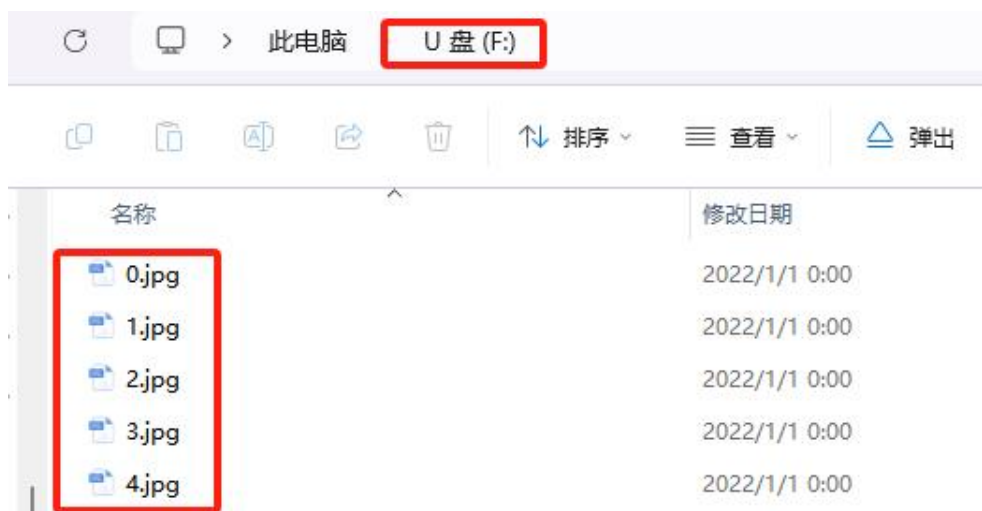 此电脑 U 盘 (F:)
排序 查看 弹出
名称 修改日期
0.jpg 2022/1/1 0:00
1.jpg 2022/1/1 0:00
2.jpg 2022/1/1 0:00
3.jpg 2022/1/1 0:00
4.jpg 2022/1/1 0:00